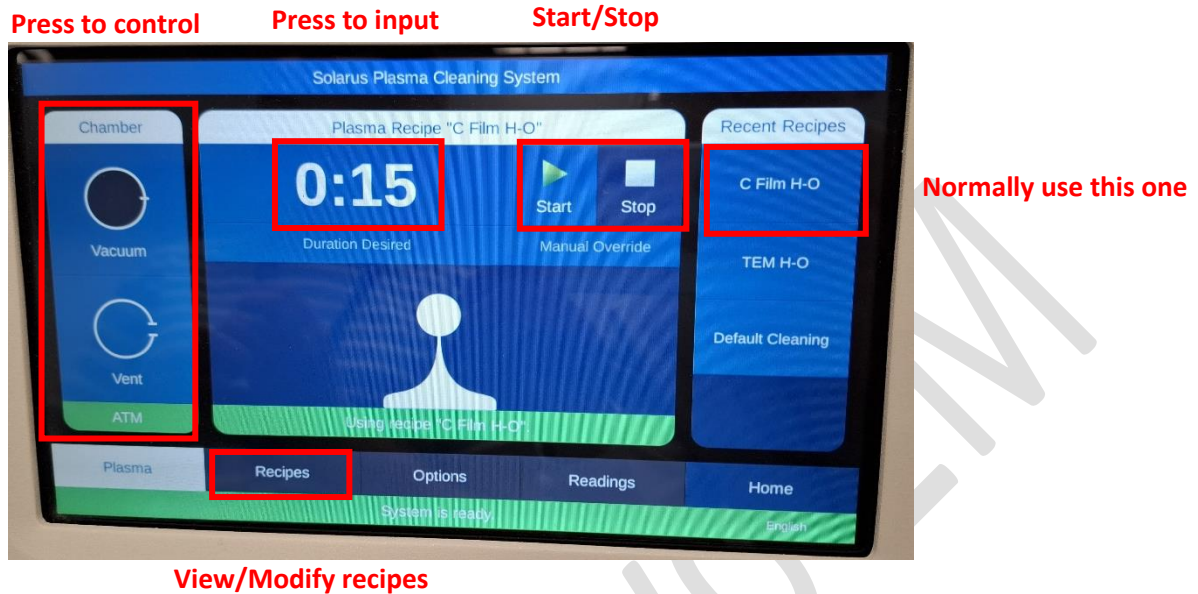 Press to control
Press to input
Start/Stop
Solarus Plasma Cleaning System
Chamber
Plasma Recipe "C Film H-O"
Recent Recipes
0:15
Start
Stop
C Film H-O
Normally use this one
Vacuum
Duration Desired
Manual Override
TEM H-O
Default Cleaning
Vent
ATM
Using recipe "C Film H-O".
Plasma
Recipes
Options
Readings
Home
System is ready.
English
View/Modify recipes